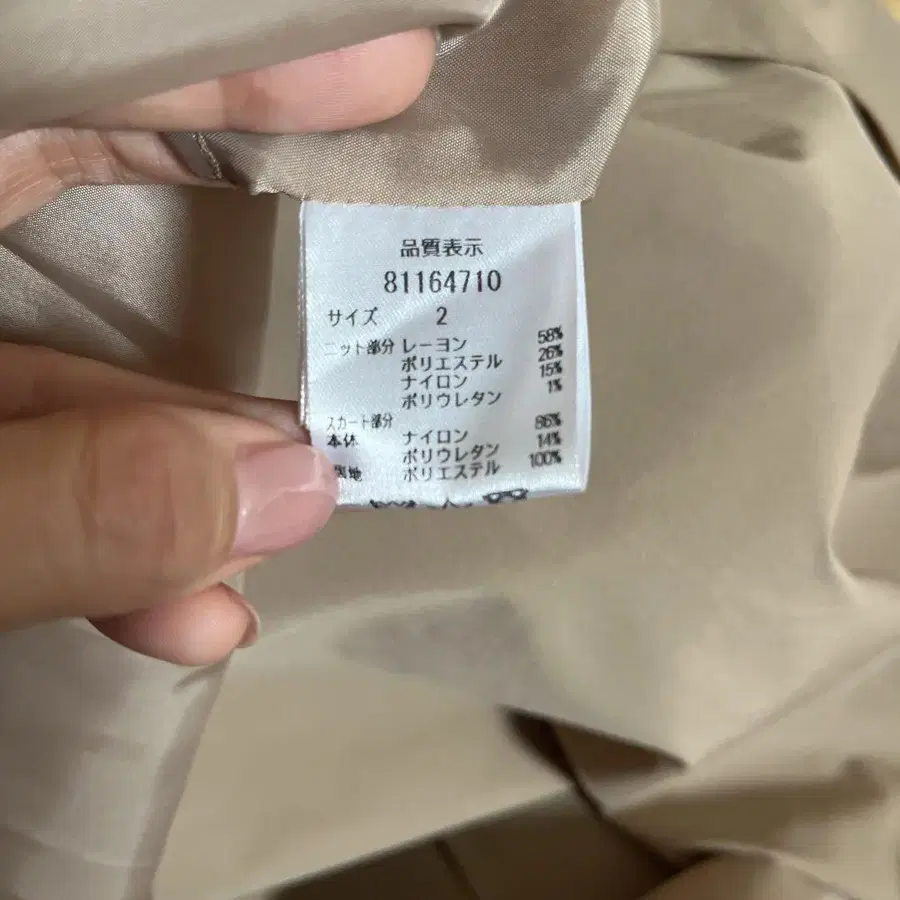 品質表示
81164710
サイズ 2
ニット部分 レーヨン 58%
ポリエステル 26%
ナイロン 15%
ポリウレタン 1%
スカート部分
本体 ナイロン 86%
ポリウレタン 14%
裏地 ポリエステル 100%